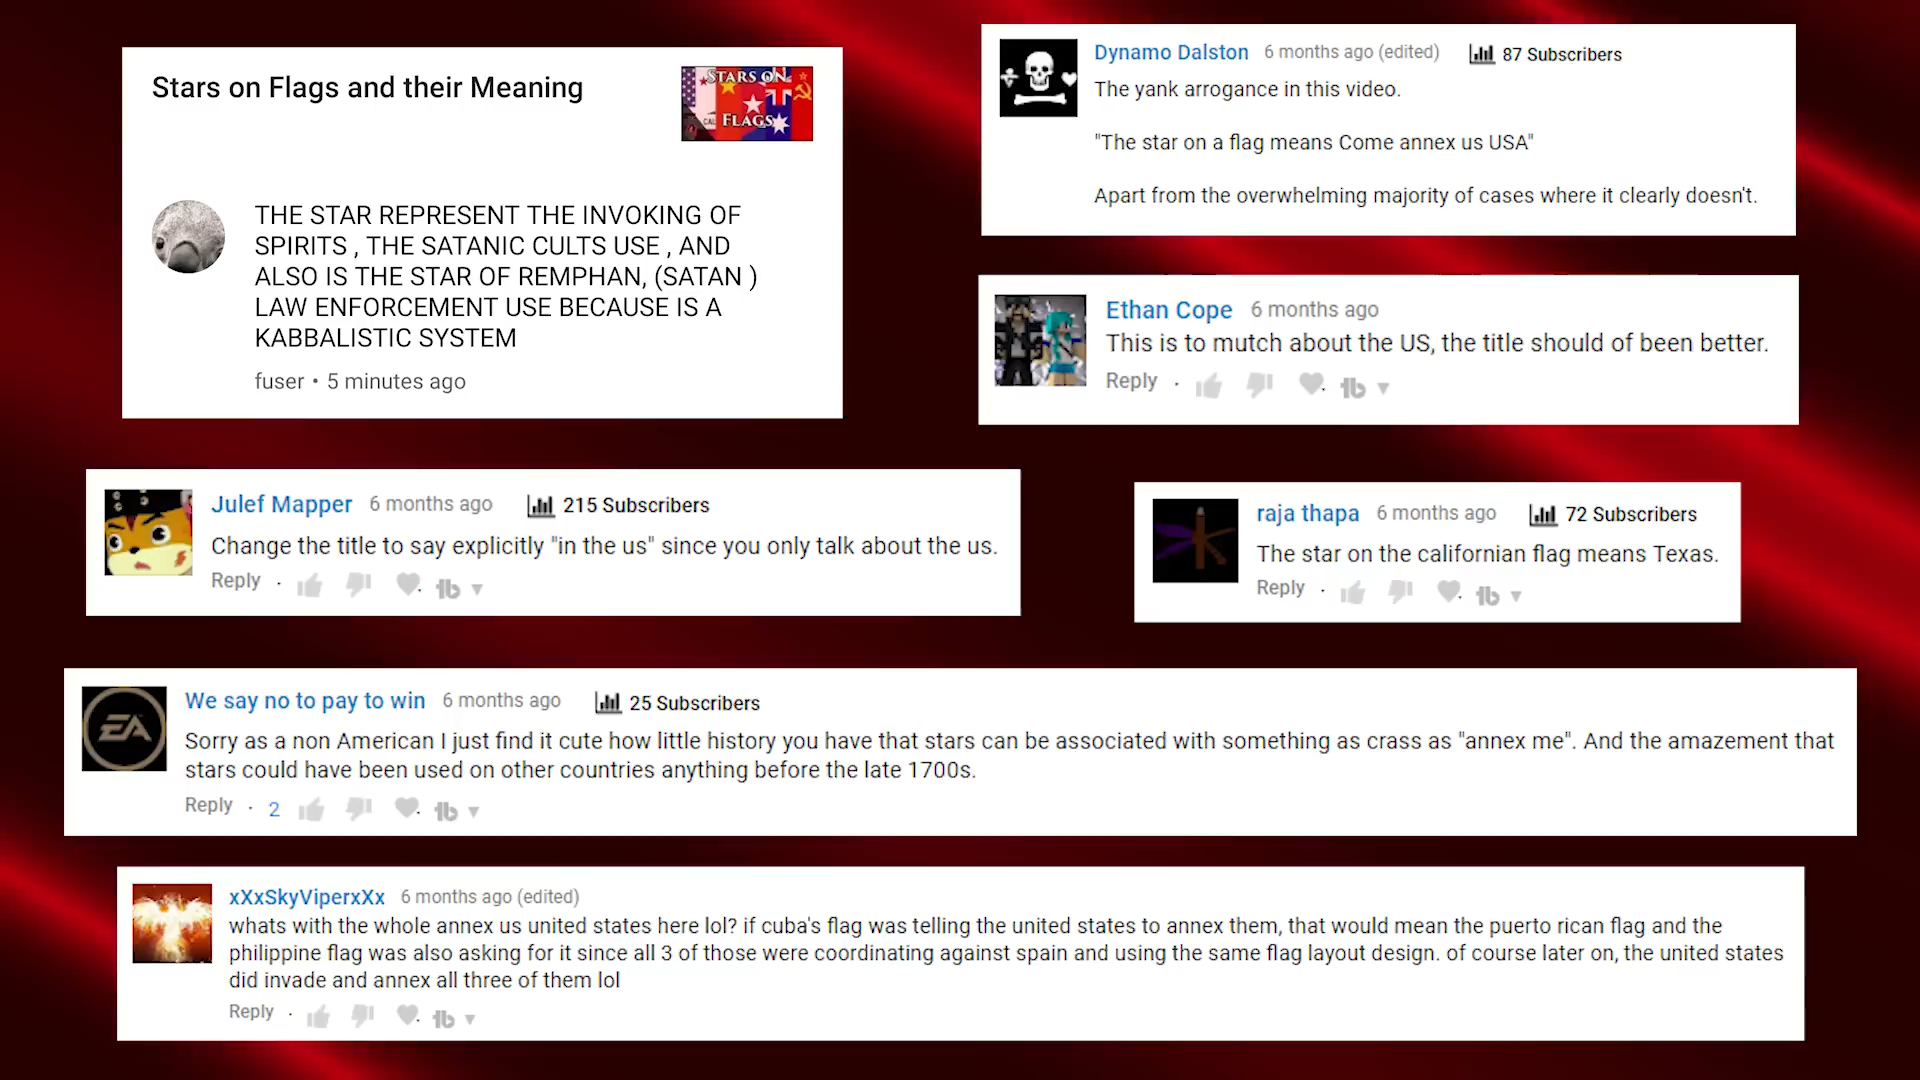 Stars on Flags and their Meaning
STARS ON
CAL
FLAGS
THE STAR REPRESENT THE INVOKING OF
SPIRITS , THE SATANIC CULTS USE , AND
ALSO IS THE STAR OF REMPHAN, (SATAN )
LAW ENFORCEMENT USE BECAUSE IS A
KABBALISTIC SYSTEM
fuser • 5 minutes ago
Dynamo Dalston 6 months ago (edited) 87 Subscribers
The yank arrogance in this video.
"The star on a flag means Come annex us USA"
Apart from the overwhelming majority of cases where it clearly doesn't.
Ethan Cope 6 months ago
This is to mutch about the US, the title should of been better.
Reply
Julef Mapper 6 months ago 215 Subscribers
Change the title to say explicitly "in the us" since you only talk about the us.
Reply
raja thapa 6 months ago 72 Subscribers
The star on the californian flag means Texas.
Reply
EA
We say no to pay to win 6 months ago 25 Subscribers
Sorry as a non American I just find it cute how little history you have that stars can be associated with something as crass as "annex me". And the amazement that
stars could have been used on other countries anything before the late 1700s.
Reply · 2
xXxSkyViperxXx 6 months ago (edited)
whats with the whole annex us united states here lol? if cuba's flag was telling the united states to annex them, that would mean the puerto rican flag and the
philippine flag was also asking for it since all 3 of those were coordinating against spain and using the same flag layout design. of course later on, the united states
did invade and annex all three of them lol
Reply